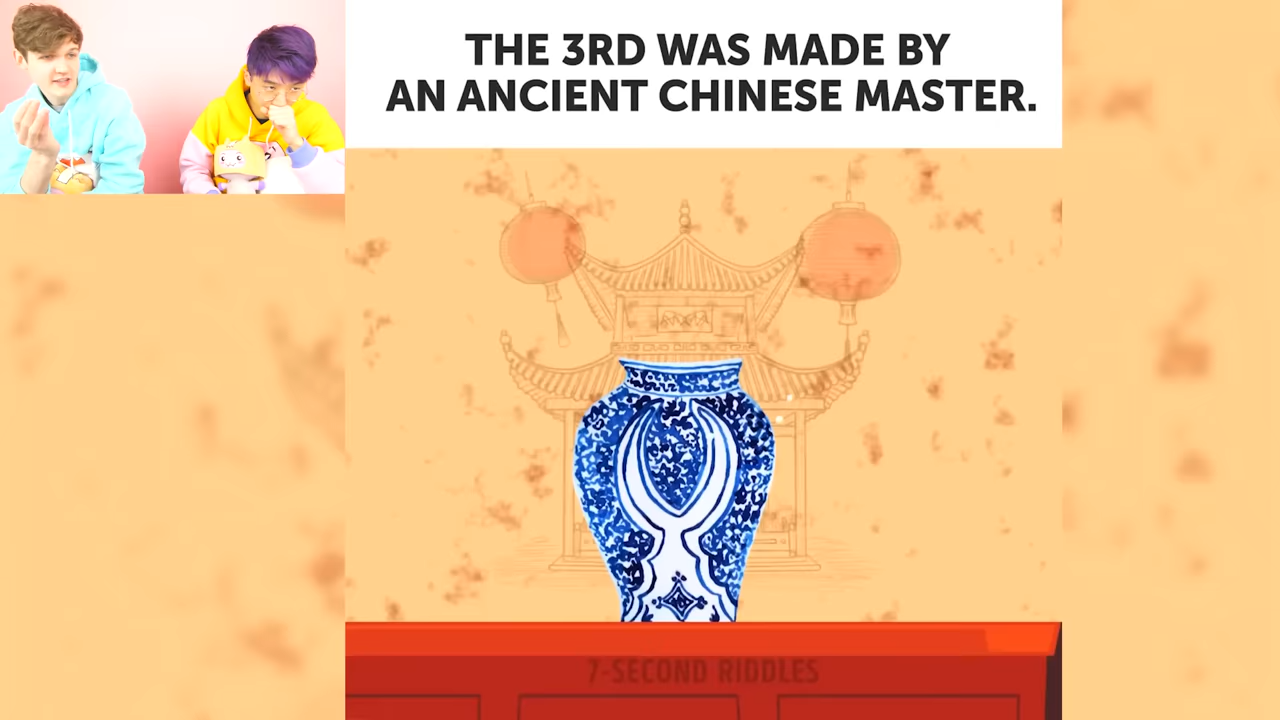 THE 3RD WAS MADE BY
AN ANCIENT CHINESE MASTER.
7-SECOND RIDDLES